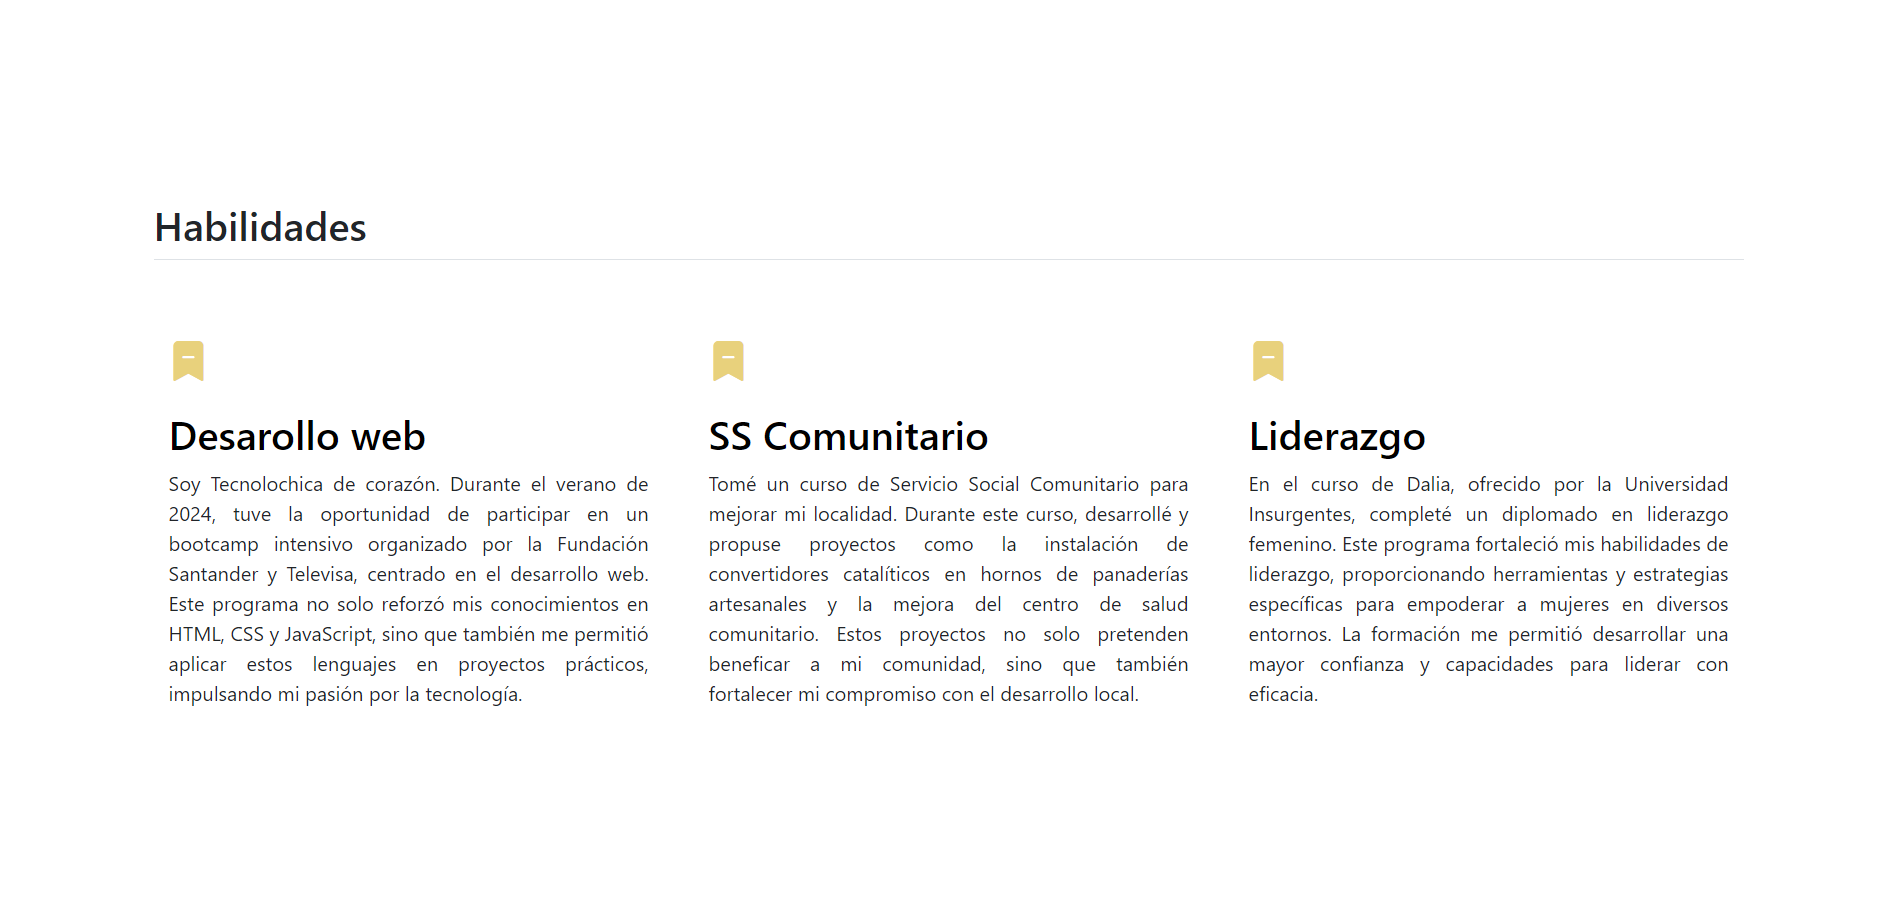 Habilidades
Desarollo web
Soy Tecnolochica de corazón. Durante el verano de
2024, tuve la oportunidad de participar en un
bootcamp intensivo organizado por la Fundación
Santander y Televisa, centrado en el desarrollo web.
Este programa no solo reforzó mis conocimientos en
HTML, CSS y JavaScript, sino que también me permitió
aplicar estos lenguajes en proyectos prácticos,
impulsando mi pasión por la tecnología.
SS Comunitario
Tomé un curso de Servicio Social Comunitario para
mejorar mi localidad. Durante este curso, desarrollé y
propuse proyectos como la instalación de
convertidores catalíticos en hornos de panaderías
artesanales y la mejora del centro de salud
comunitario. Estos proyectos no solo pretenden
beneficar a mi comunidad, sino que también
fortalecer mi compromiso con el desarrollo local.
Liderazgo
En el curso de Dalia, ofrecido por la Universidad
Insurgentes, completé un diplomado en liderazgo
femenino. Este programa fortaleció mis habilidades de
liderazgo, proporcionando herramientas y estrategias
específicas para empoderar a mujeres en diversos
entornos. La formación me permitió desarrollar una
mayor confianza y capacidades para liderar con
eficacia.